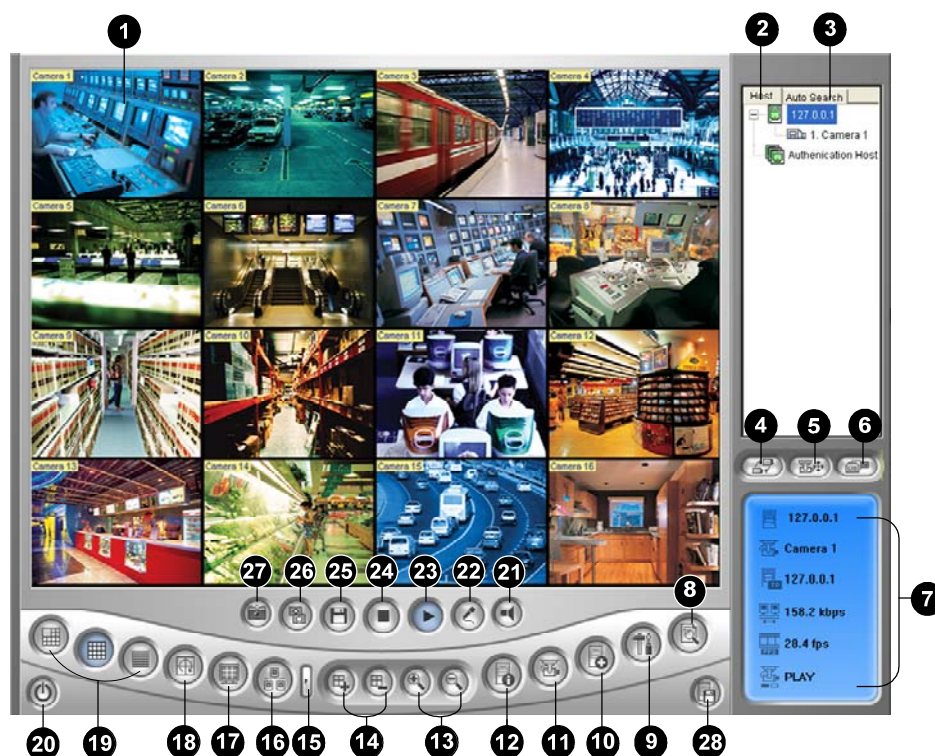 1
2
3
Camera 1
Camera 2
Camera 3
Camera 4
Host
Auto Search
127.0.0.1
1. Camera 1
Authenication Host
Camera 5
Camera 6
Camera 7
Camera 8
Camera 9
Camera 10
Camera 11
Camera 12
4
5
6
Camera 13
Camera 14
Camera 15
Camera 16
127.0.0.1
Camera 1
127.0.0.1
158.2 kbps
28.4 fps
PLAY
7
27
26
25
24
23
22
21
8
20
19
18
17
16
15
14
13
12
11
10
9
28